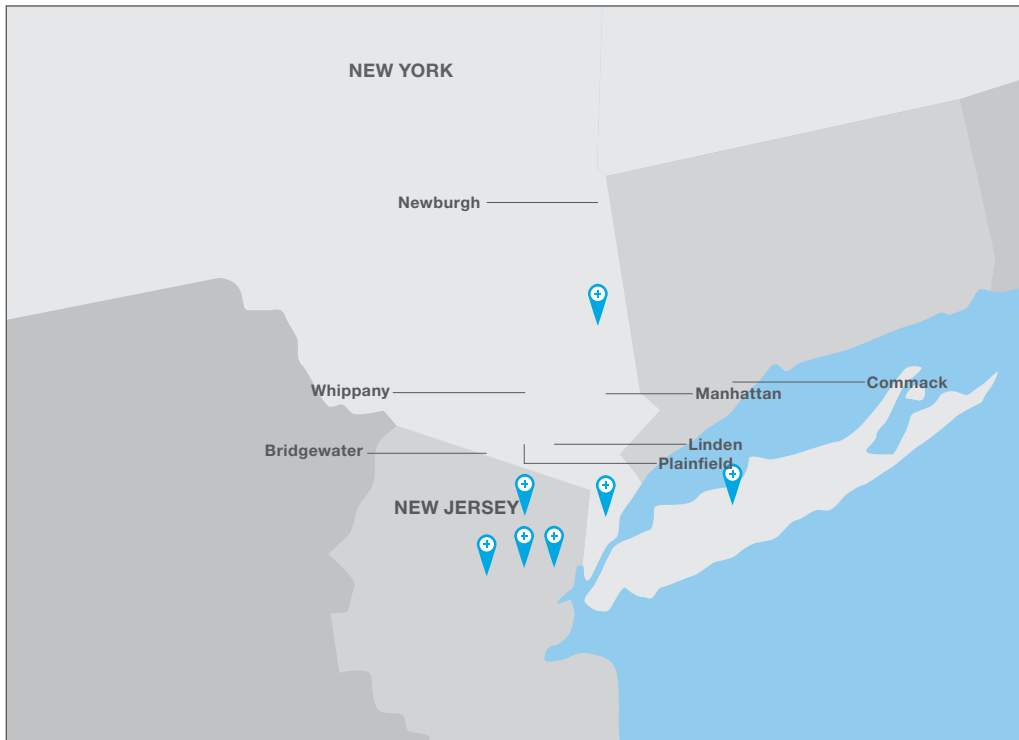 NEW YORK
Newburgh
Commack
Whippany
Manhattan
Linden
Bridgewater
Plainfield
NEW JERSEY